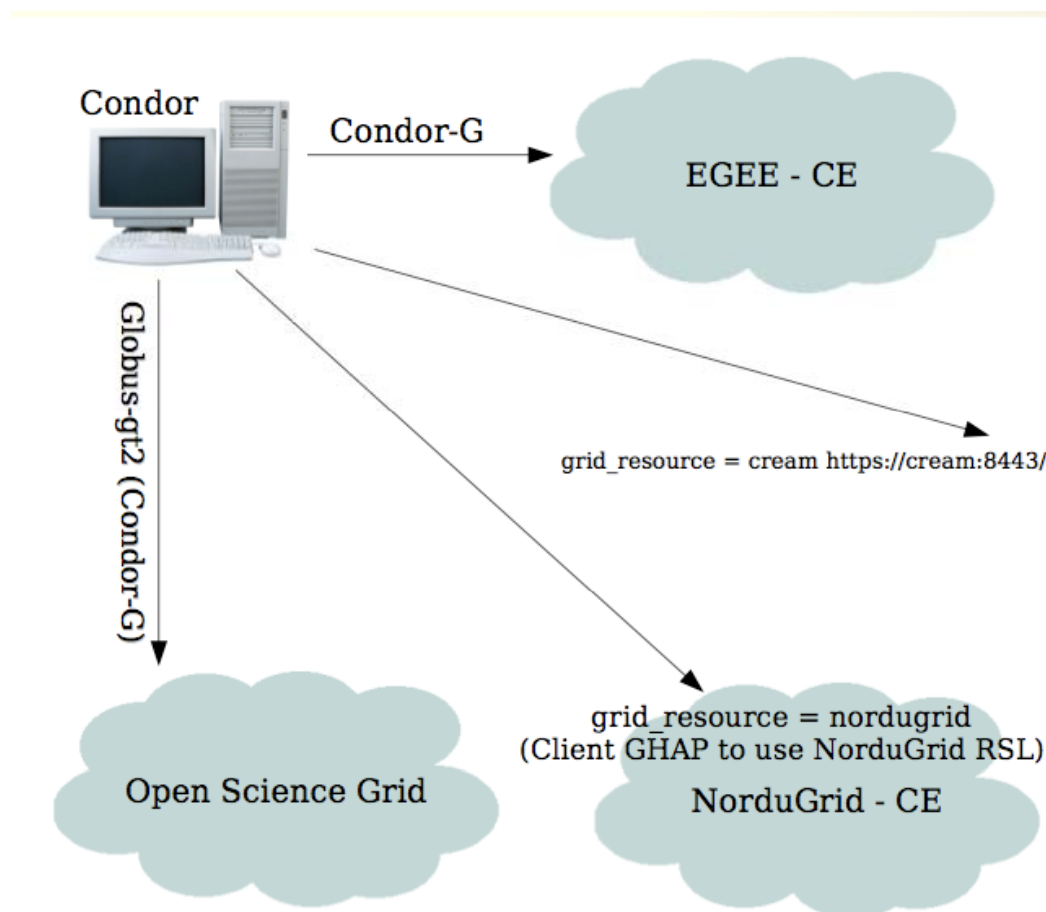 Condor
Condor-G
EGEE - CE
Globus-gt2 (Condor-G)
grid_resource = cream https://cream:8443/
grid_resource = nordugrid
(Client GHAP to use NorduGrid RSL)
Open Science Grid
NorduGrid - CE